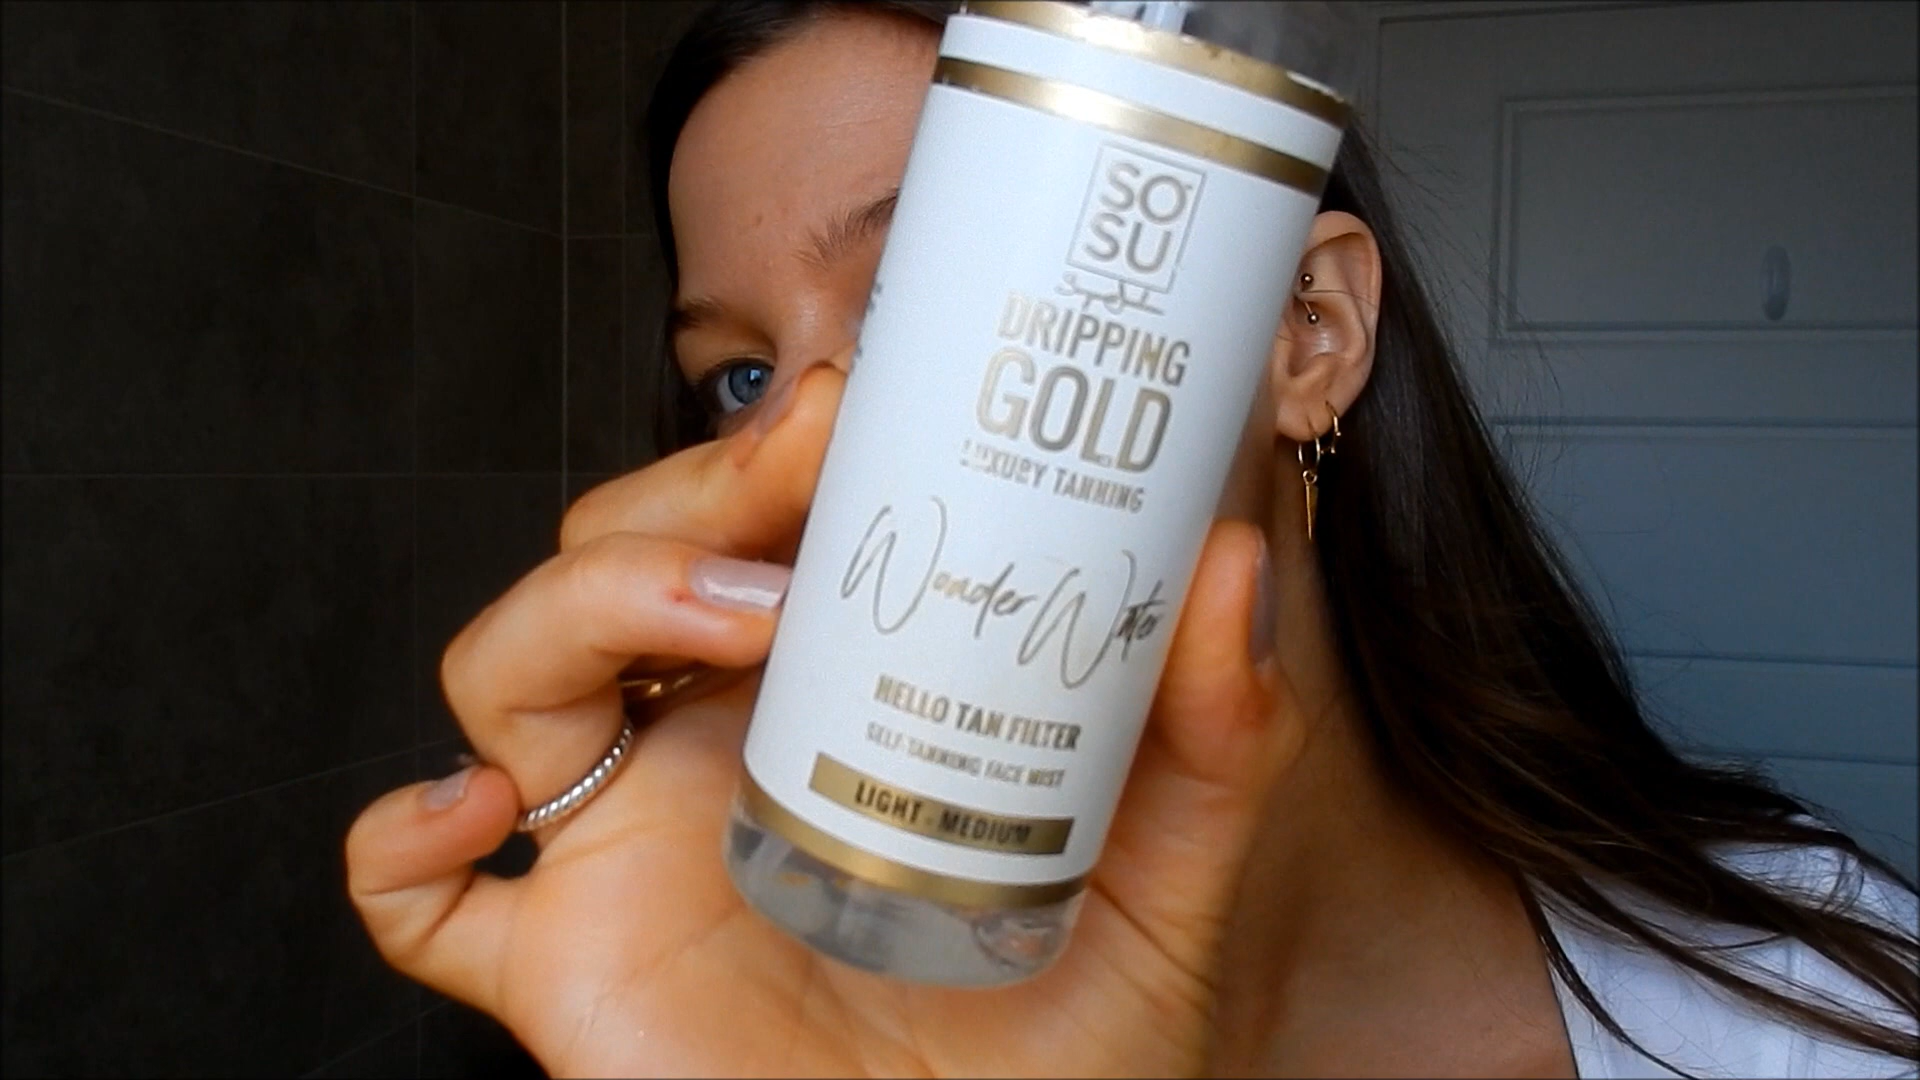 SO
SU
DRIPPING
GOLD
LUXURY TANNING
Wonder Water
HELLO TAN FILTER
SELF-TANNING FACE MIST
LIGHT - MEDIUM